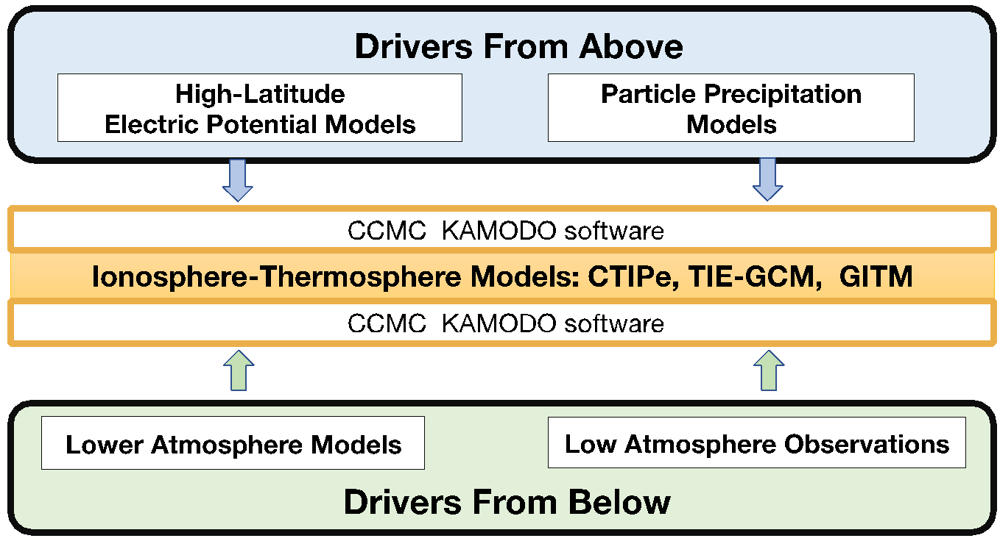 Drivers From Above
High-Latitude
Electric Potential Models
Particle Precipitation
Models
CCMC  KAMODO software
Ionosphere-Thermosphere Models: CTIPe, TIE-GCM,  GITM
CCMC  KAMODO software
Lower Atmosphere Models
Low Atmosphere Observations
Drivers From Below